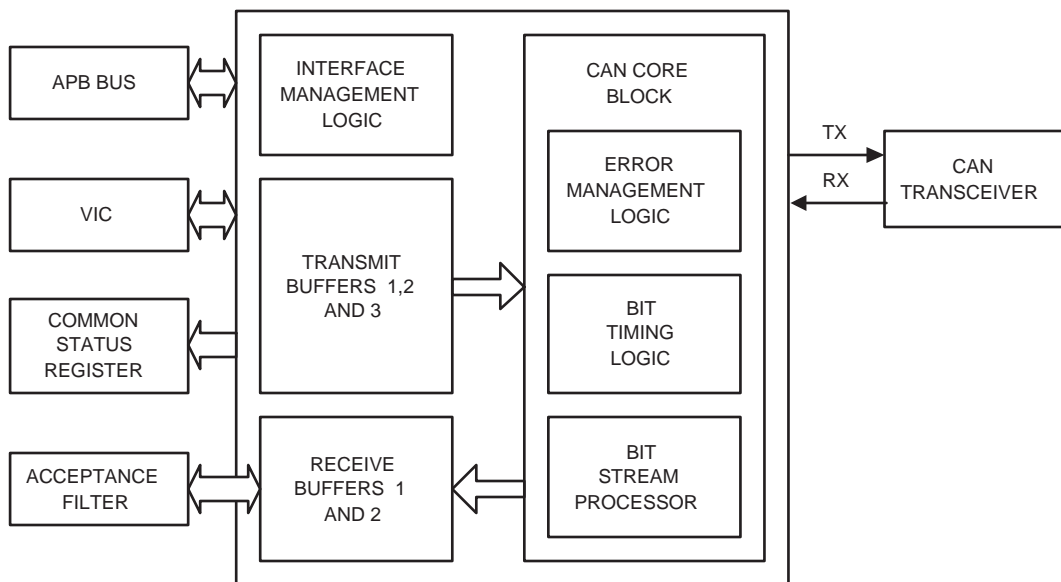 APB BUS
VIC
COMMON
STATUS
REGISTER
ACCEPTANCE
FILTER
INTERFACE
MANAGEMENT
LOGIC
TRANSMIT
BUFFERS 1,2
AND 3
RECEIVE
BUFFERS 1
AND 2
CAN CORE
BLOCK
ERROR
MANAGEMENT
LOGIC
BIT
TIMING
LOGIC
BIT
STREAM
PROCESSOR
TX
RX
CAN
TRANSCEIVER